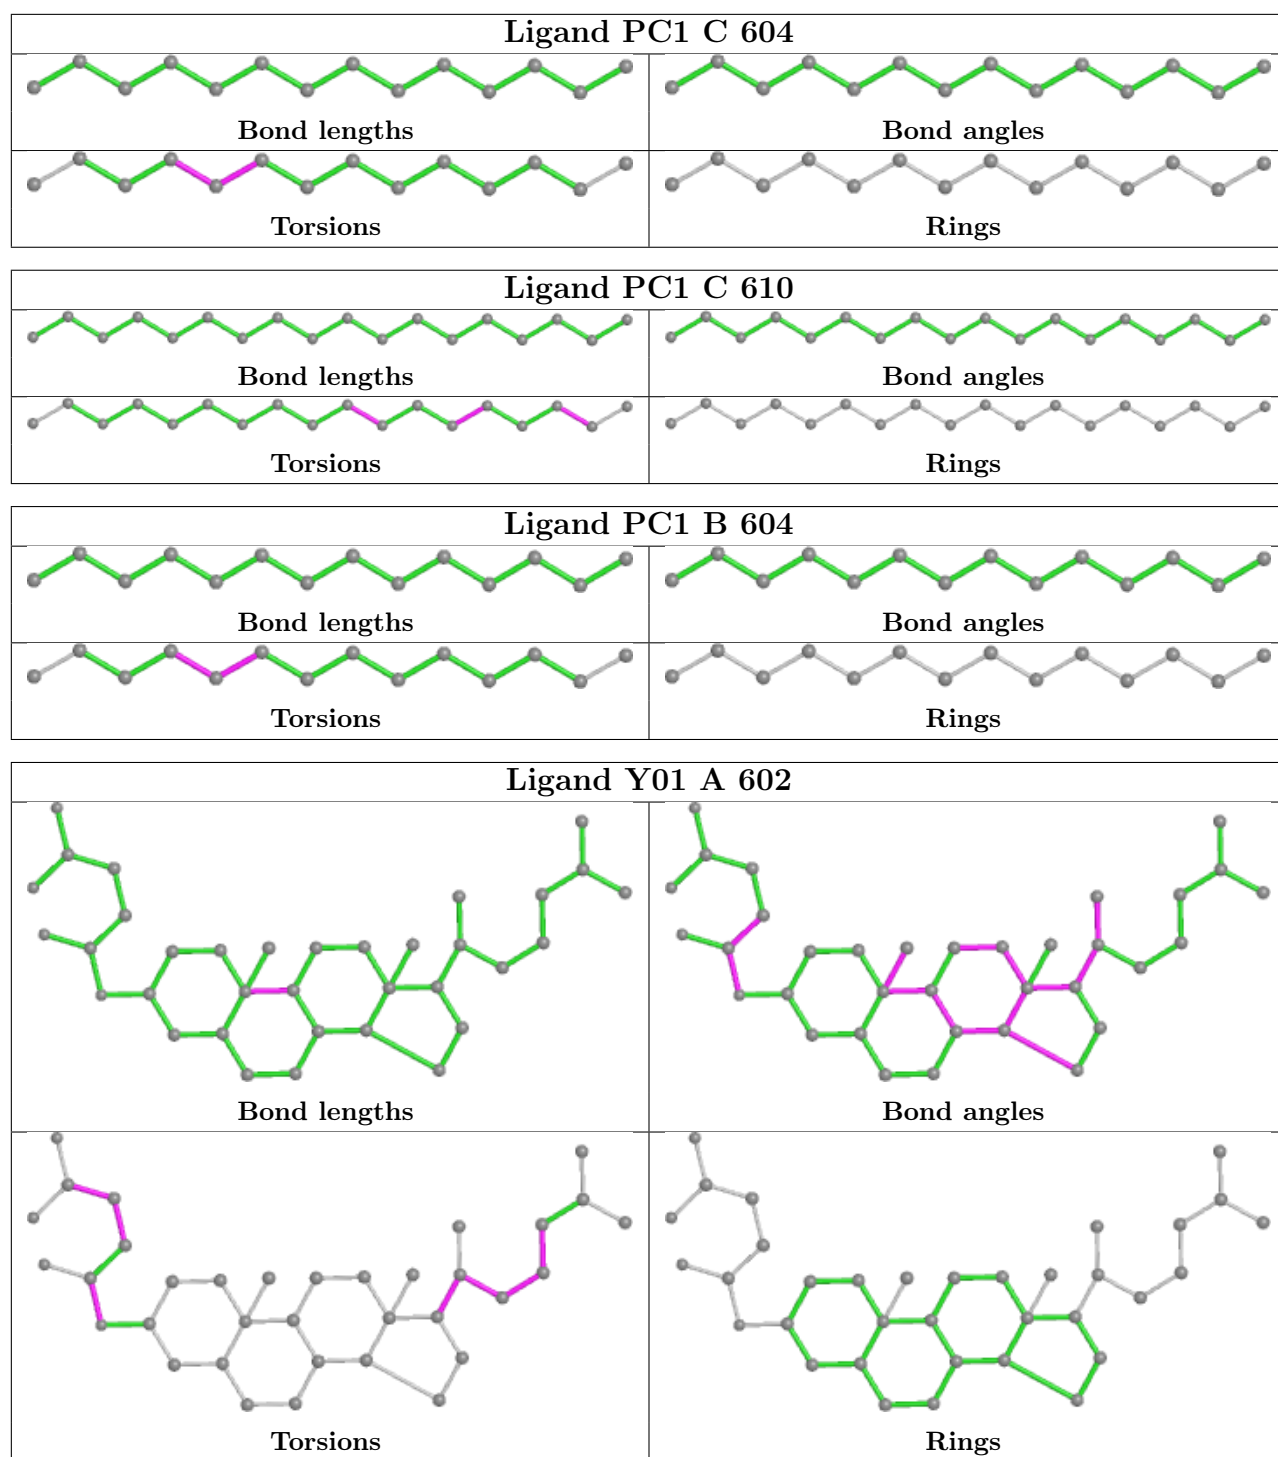 Ligand PC1 C 604
Bond lengths
Bond angles
Torsions
Rings
Ligand PC1 C 610
Bond lengths
Bond angles
Torsions
Rings
Ligand PC1 B 604
Bond lengths
Bond angles
Torsions
Rings
Ligand Y01 A 602
Bond lengths
Bond angles
Torsions
Rings